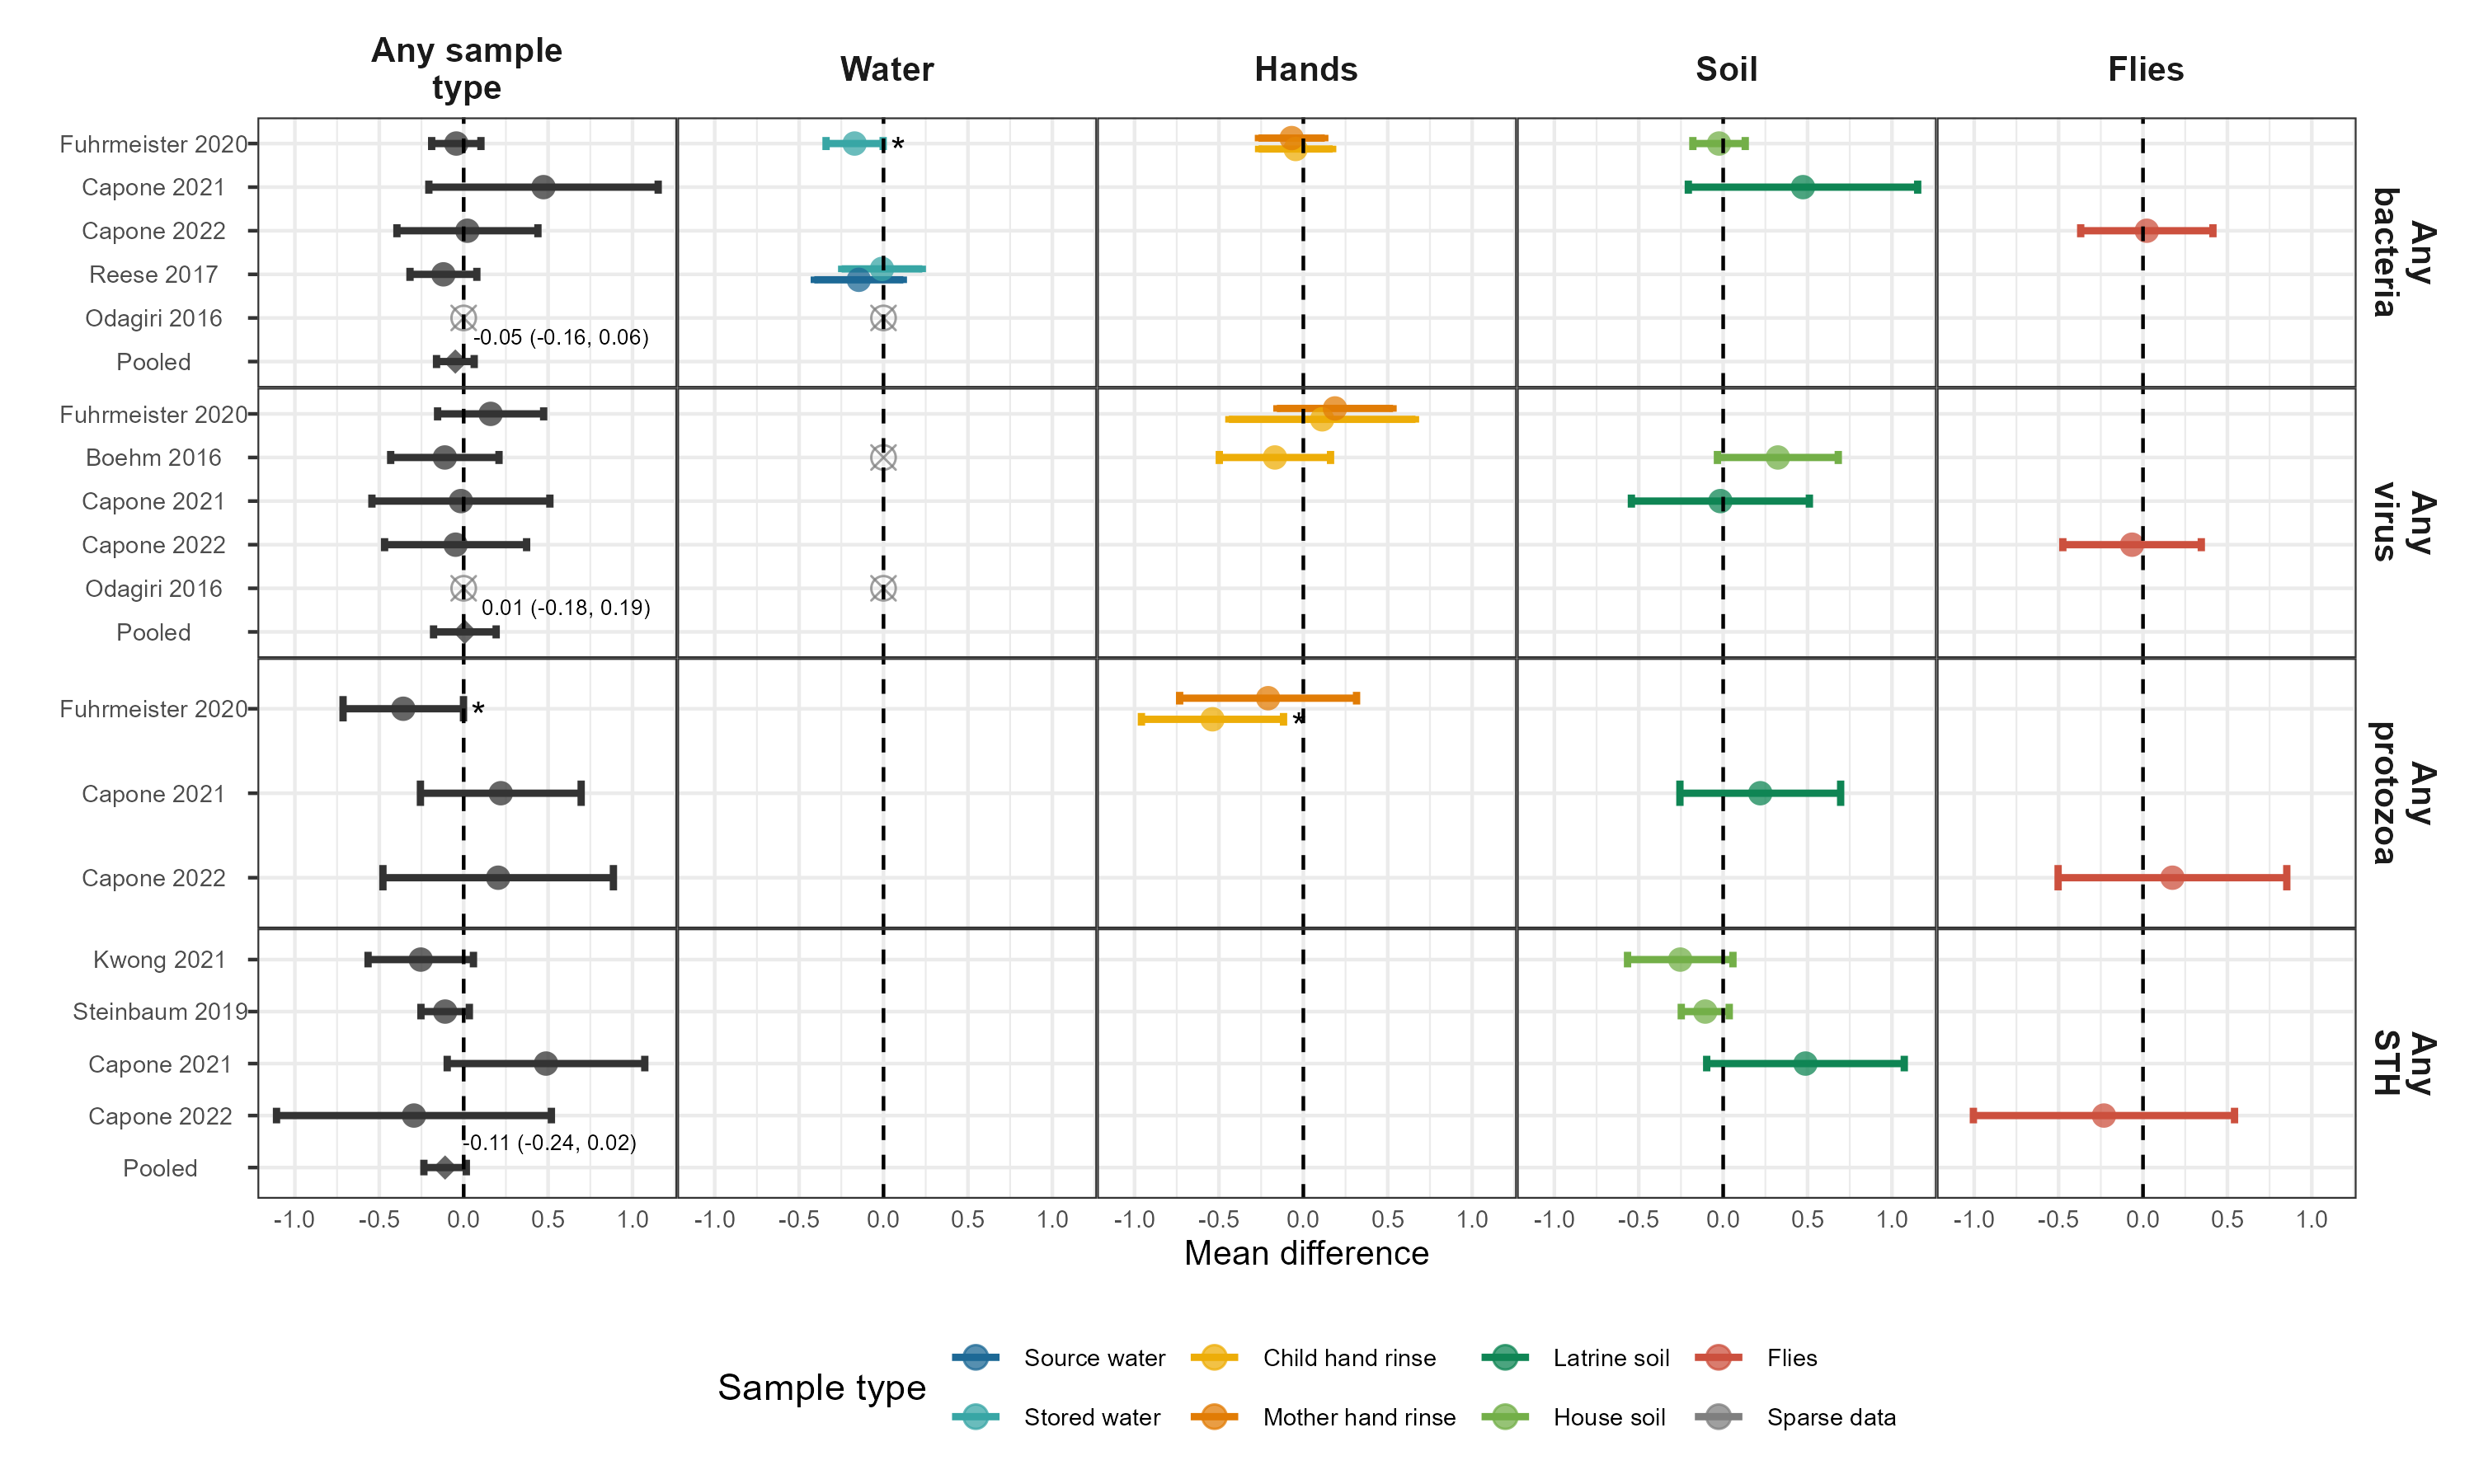 Any sample
type
Water
Hands
Soil
Flies
Fuhrmeister 2020
*
Capone 2021
Capone 2022
Reese 2017
Odagiri 2016
-0.05 (-0.16, 0.06)
Pooled
Any
bacteria
Fuhrmeister 2020
Boehm 2016
Capone 2021
Capone 2022
Odagiri 2016
0.01 (-0.18, 0.19)
Pooled
Any
virus
Fuhrmeister 2020
*
*
Capone 2021
Capone 2022
Any
protozoa
Kwong 2021
Steinbaum 2019
Capone 2021
Capone 2022
-0.11 (-0.24, 0.02)
Pooled
Any
STH
-1.0 -0.5 0.0 0.5 1.0 -1.0 -0.5 0.0 0.5 1.0 -1.0 -0.5 0.0 0.5 1.0 -1.0 -0.5 0.0 0.5 1.0 -1.0 -0.5 0.0 0.5 1.0
Mean difference
Sample type
Source water Child hand rinse Latrine soil Flies
Stored water Mother hand rinse House soil Sparse data